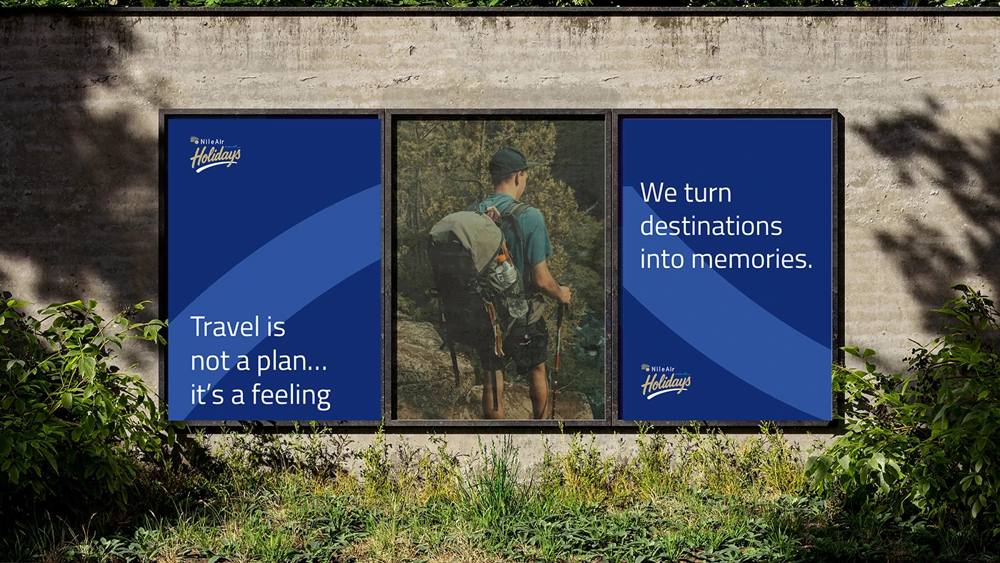 NileAir
Holidays
Travel is
not a plan...
it's a feeling
We turn
destinations
into memories.
NileAir
Holidays